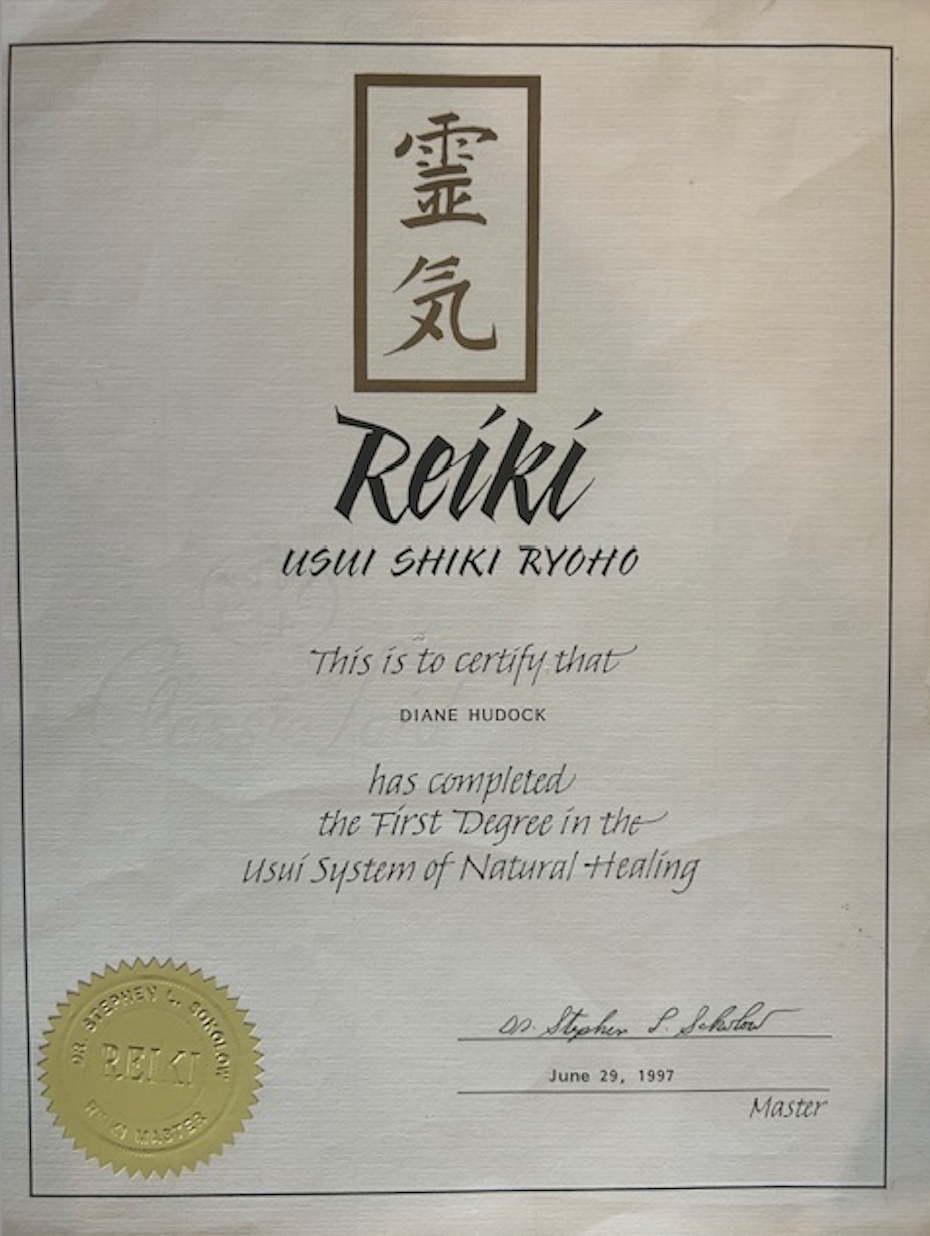 霊
気
Reiki
USUI SHIKI RYOHO
This is to certify that
DIANE HUDOCK
has completed
the First Degree in the
Usui System of Natural Healing
Dr. Stephen L. Sokolow
June 29, 1997
Master
DR. STEPHEN L. SOKOLOW
REIKI
REIKI MASTER